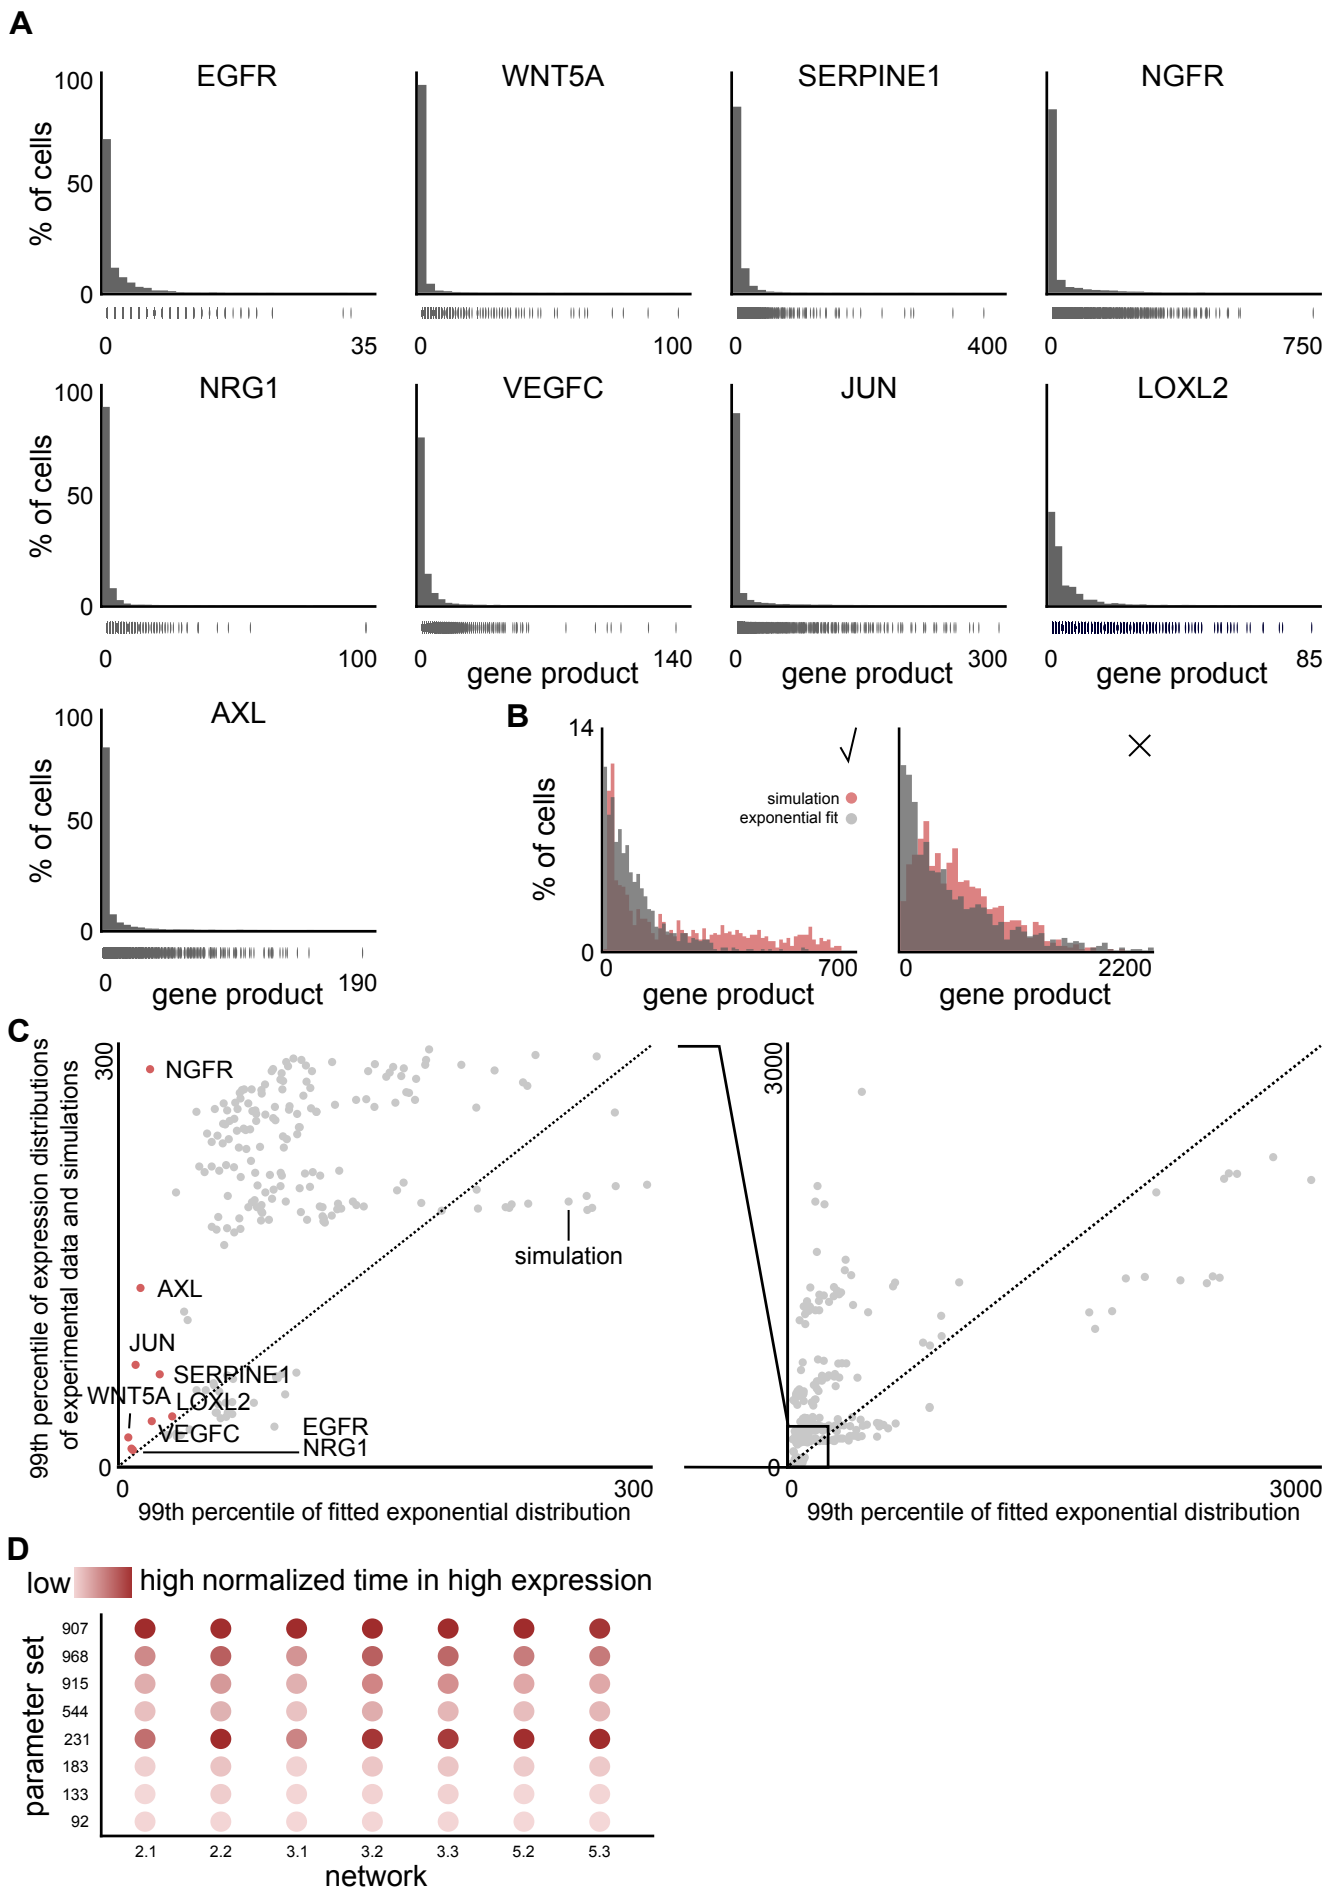 A
EGFR
WNT5A
SERPINE1
NGFR
% of cells
100
50
0
0 35
0 100
0 400
0 750
NRG1
VEGFC
JUN
LOXL2
% of cells
100
50
0
0 100
0 140
0 300
0 85
gene product
gene product
gene product
AXL
% of cells
100
50
0
0 190
gene product
B
% of cells
14
0
simulation
exponential fit
0 700
0 2200
gene product
gene product
C
99th percentile of expression distributions
of experimental data and simulations
300
NGFR
simulation
AXL
JUN
SERPINE1
WNT5A
LOXL2
VEGFC
EGFR
NRG1
0
0 300
99th percentile of fitted exponential distribution
3000
0
0 3000
99th percentile of fitted exponential distribution
D
low high normalized time in high expression
parameter set
907
968
915
544
231
183
133
92
2.1 2.2 3.1 3.2 3.3 5.2 5.3
network